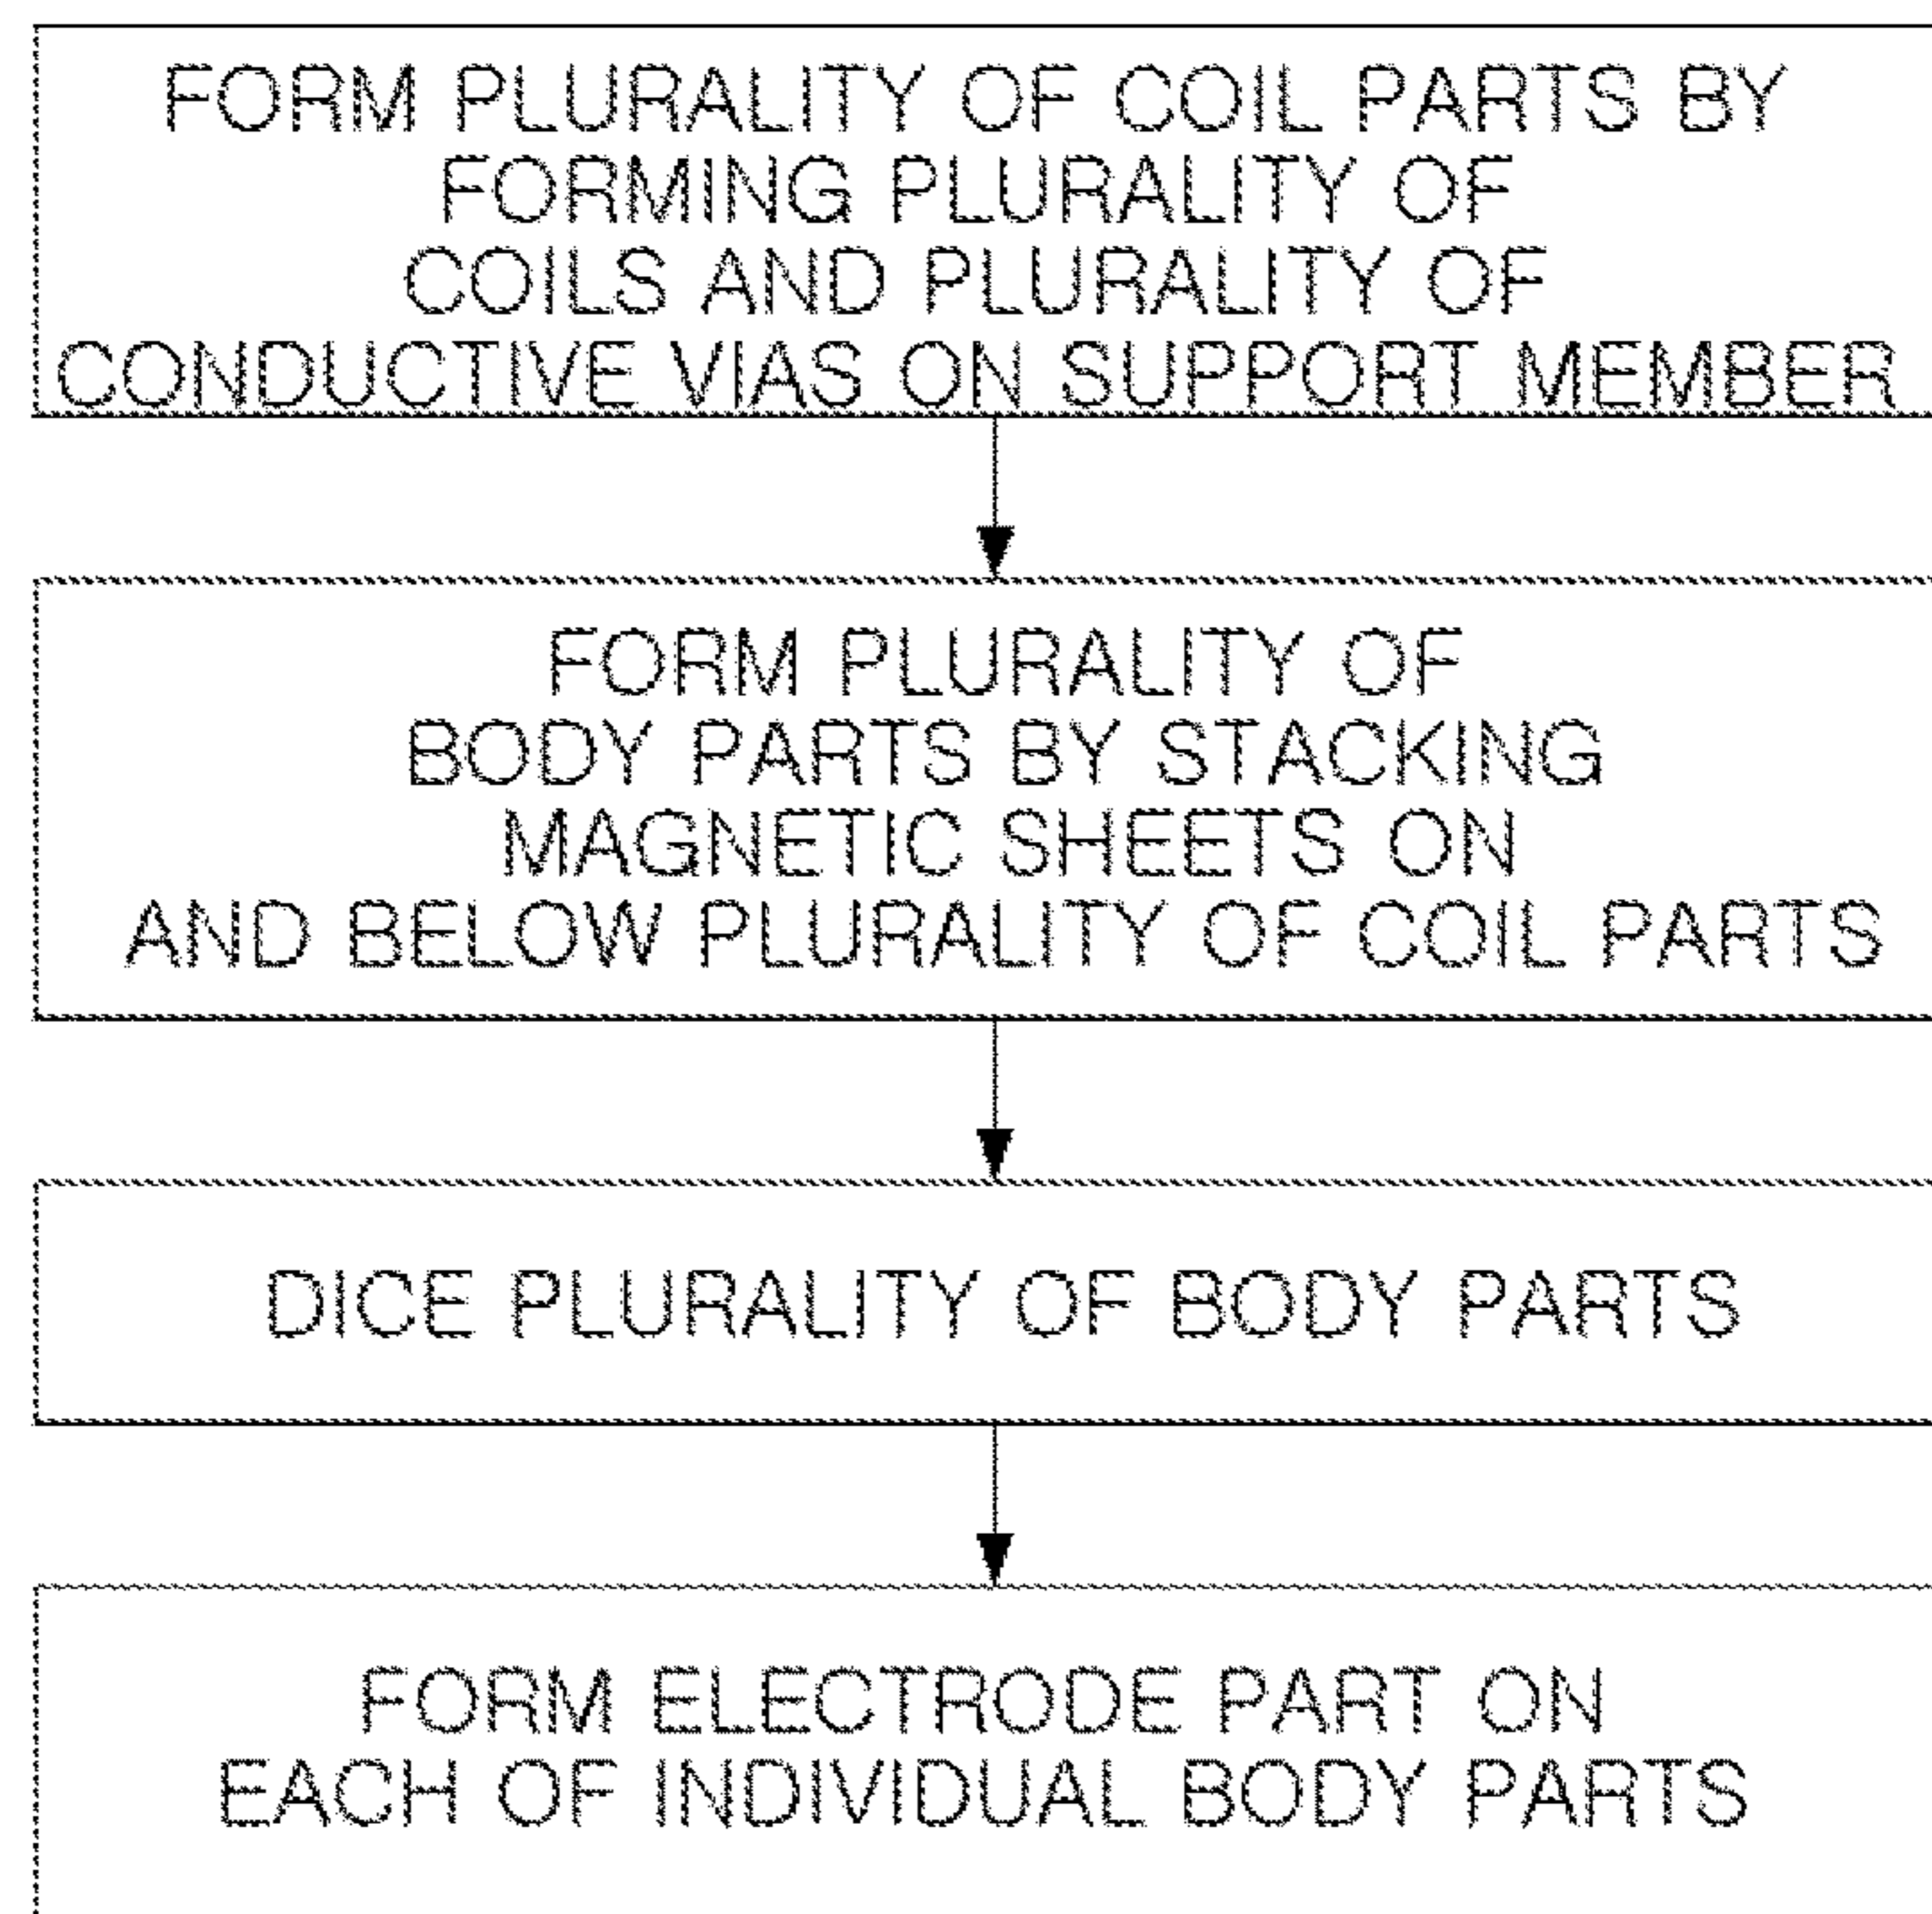 FORM PLURALITY OF COIL PARTS BY
FORMING PLURALITY OF
COILS AND PLURALITY OF
CONDUCTIVE VIAS ON SUPPORT MEMBER
FORM PLURALITY OF
BODY PARTS BY STACKING
MAGNETIC SHEETS ON
AND BELOW PLURALITY OF COIL PARTS
DICE PLURALITY OF BODY PARTS
FORM ELECTRODE PART ON
EACH OF INDIVIDUAL BODY PARTS